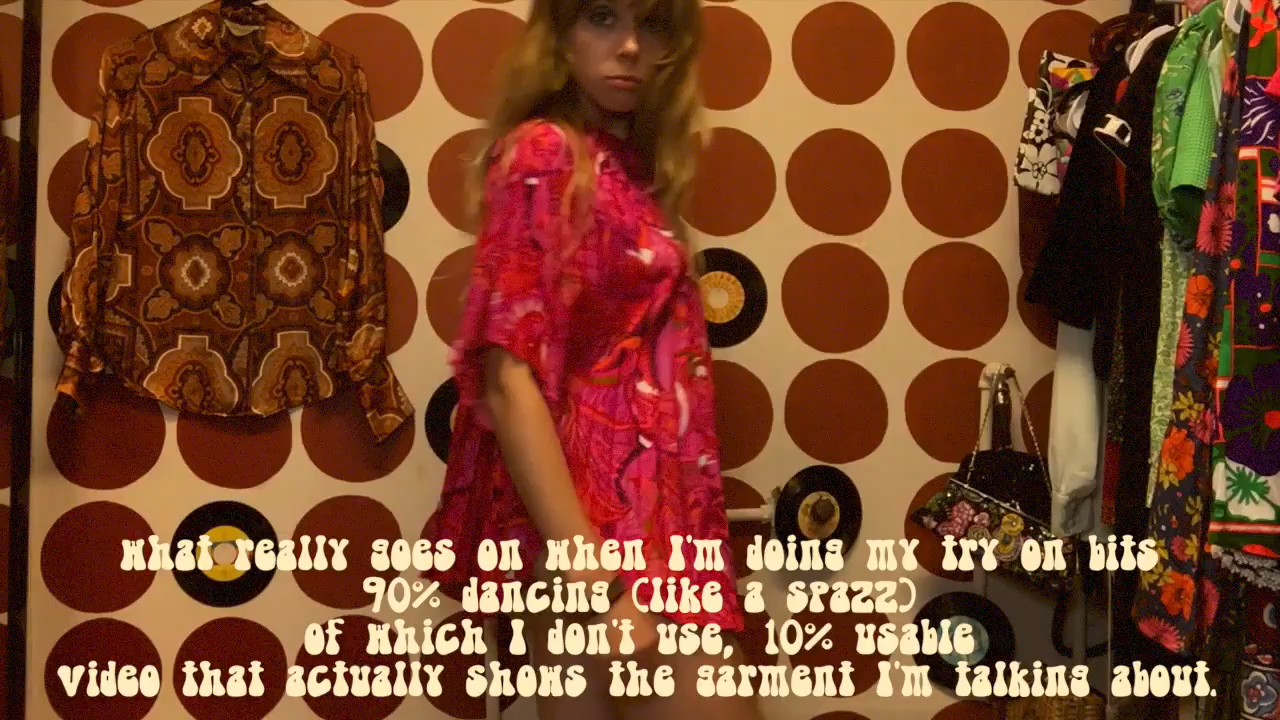 what really goes on when I'm doing my try on bits
90% dancing (like a spazz)
of which I don't use, 10% usable
video that actually shows the garment I'm talking about.